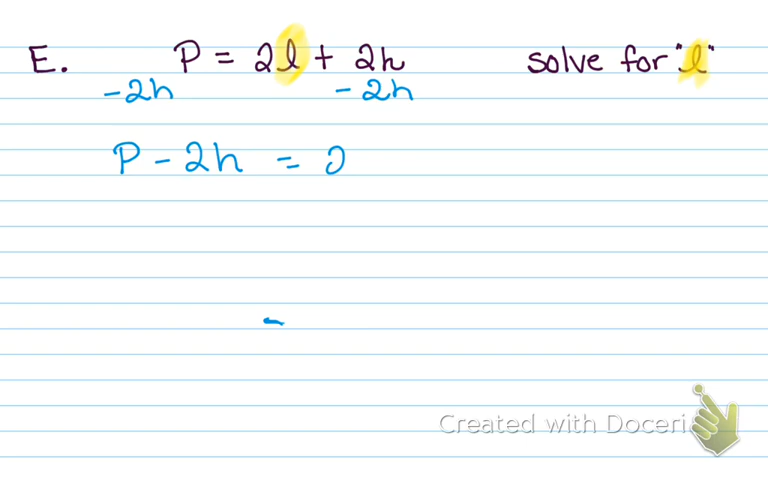 E. P = 2l + 2h solve for "l"
-2h -2h
P - 2h = 2
-
Created with Doceri